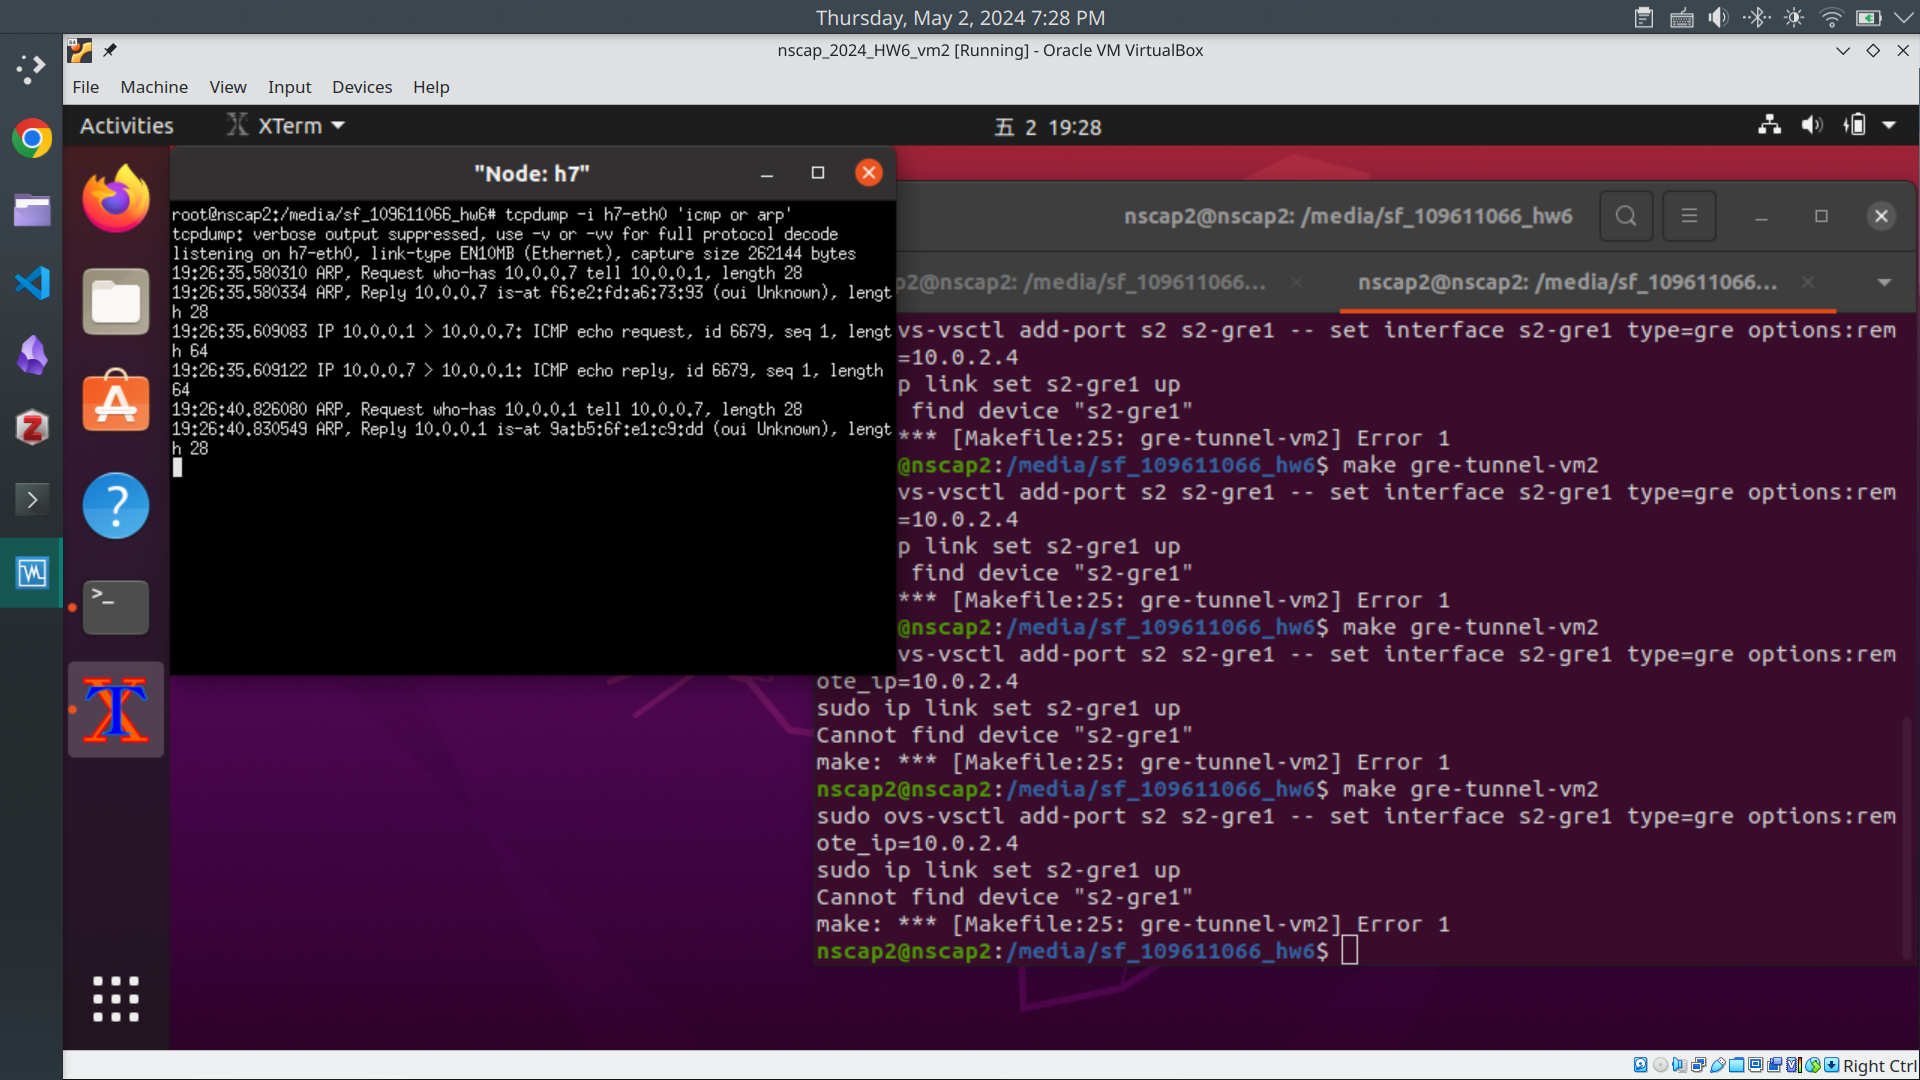 Thursday, May 2, 2024 7:28 PM
nscap_2024_HW6_vm2 [Running] - Oracle VM VirtualBox
File Machine View Input Devices Help
Activities XTerm 五 2 19:28
"Node: h7"
root@nscap2:/media/sf_109611066_hw6# tcpdump -i h7-eth0 'icmp or arp'
tcpdump: verbose output suppressed, use -v or -vv for full protocol decode
listening on h7-eth0, link-type EN10MB (Ethernet), capture size 262144 bytes
19:26:35.580310 ARP, Request who-has 10.0.0.7 tell 10.0.0.1, length 28
19:26:35.580334 ARP, Reply 10.0.0.7 is-at f6:e2:fd:a6:73:93 (oui Unknown), lengt
h 28
19:26:35.609083 IP 10.0.0.1 > 10.0.0.7: ICMP echo request, id 6679, seq 1, lengt
h 64
19:26:35.609122 IP 10.0.0.7 > 10.0.0.1: ICMP echo reply, id 6679, seq 1, length
64
19:26:40.826080 ARP, Request who-has 10.0.0.1 tell 10.0.0.7, length 28
19:26:40.830549 ARP, Reply 10.0.0.1 is-at 9a:b5:6f:e1:c9:dd (oui Unknown), lengt
h 28
nscap2@nscap2: /media/sf_109611066_hw6
p2@nscap2: /media/sf_109611066... nscap2@nscap2: /media/sf_109611066...
vs-vsctl add-port s2 s2-gre1 -- set interface s2-gre1 type=gre options:rem
=10.0.2.4
p link set s2-gre1 up
find device "s2-gre1"
*** [Makefile:25: gre-tunnel-vm2] Error 1
@nscap2:/media/sf_109611066_hw6$ make gre-tunnel-vm2
vs-vsctl add-port s2 s2-gre1 -- set interface s2-gre1 type=gre options:rem
=10.0.2.4
p link set s2-gre1 up
find device "s2-gre1"
*** [Makefile:25: gre-tunnel-vm2] Error 1
@nscap2:/media/sf_109611066_hw6$ make gre-tunnel-vm2
vs-vsctl add-port s2 s2-gre1 -- set interface s2-gre1 type=gre options:rem
ote_ip=10.0.2.4
sudo ip link set s2-gre1 up
Cannot find device "s2-gre1"
make: *** [Makefile:25: gre-tunnel-vm2] Error 1
nscap2@nscap2:/media/sf_109611066_hw6$ make gre-tunnel-vm2
sudo ovs-vsctl add-port s2 s2-gre1 -- set interface s2-gre1 type=gre options:rem
ote_ip=10.0.2.4
sudo ip link set s2-gre1 up
Cannot find device "s2-gre1"
make: *** [Makefile:25: gre-tunnel-vm2] Error 1
nscap2@nscap2:/media/sf_109611066_hw6$
Right Ctrl